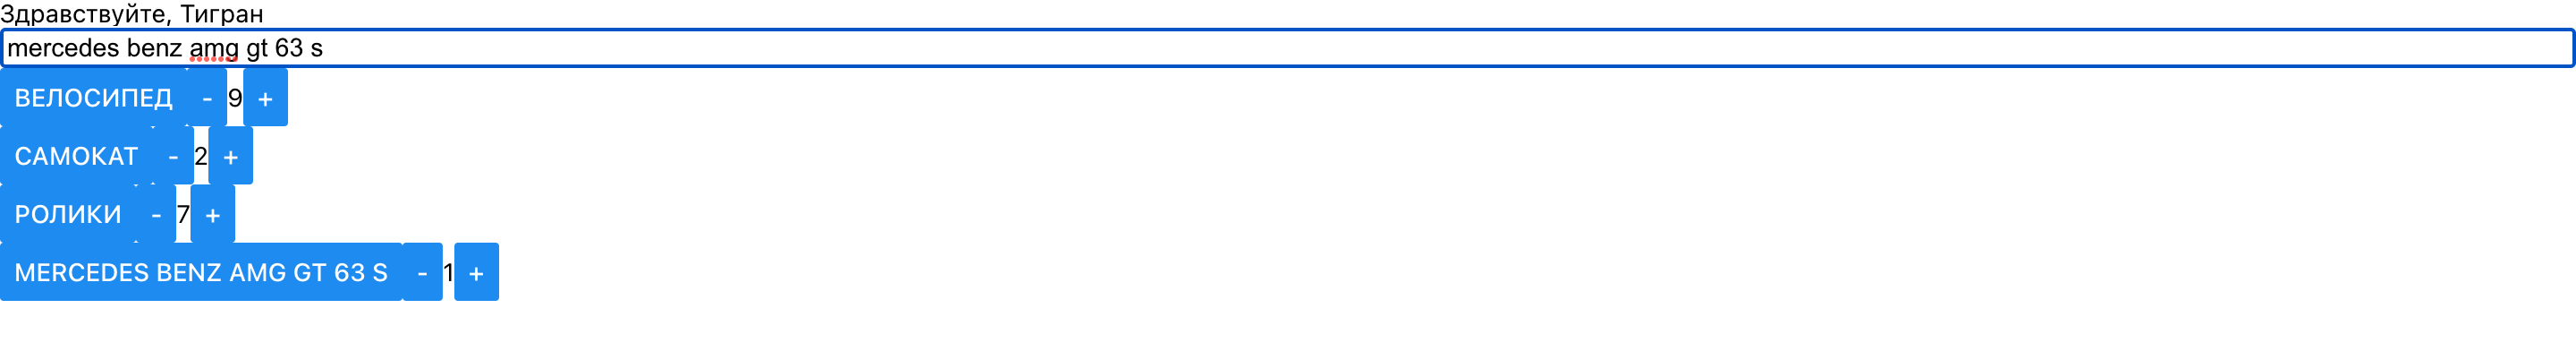 Здравствуйте, Тигран
mercedes benz amg gt 63 s
ВЕЛОСИПЕД - 9 +
САМОКАТ - 2 +
РОЛИКИ - 7 +
MERCEDES BENZ AMG GT 63 S - 1 +